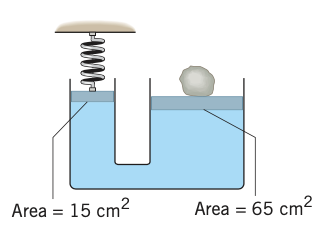 Area = 15 cm²
Area = 65 cm²